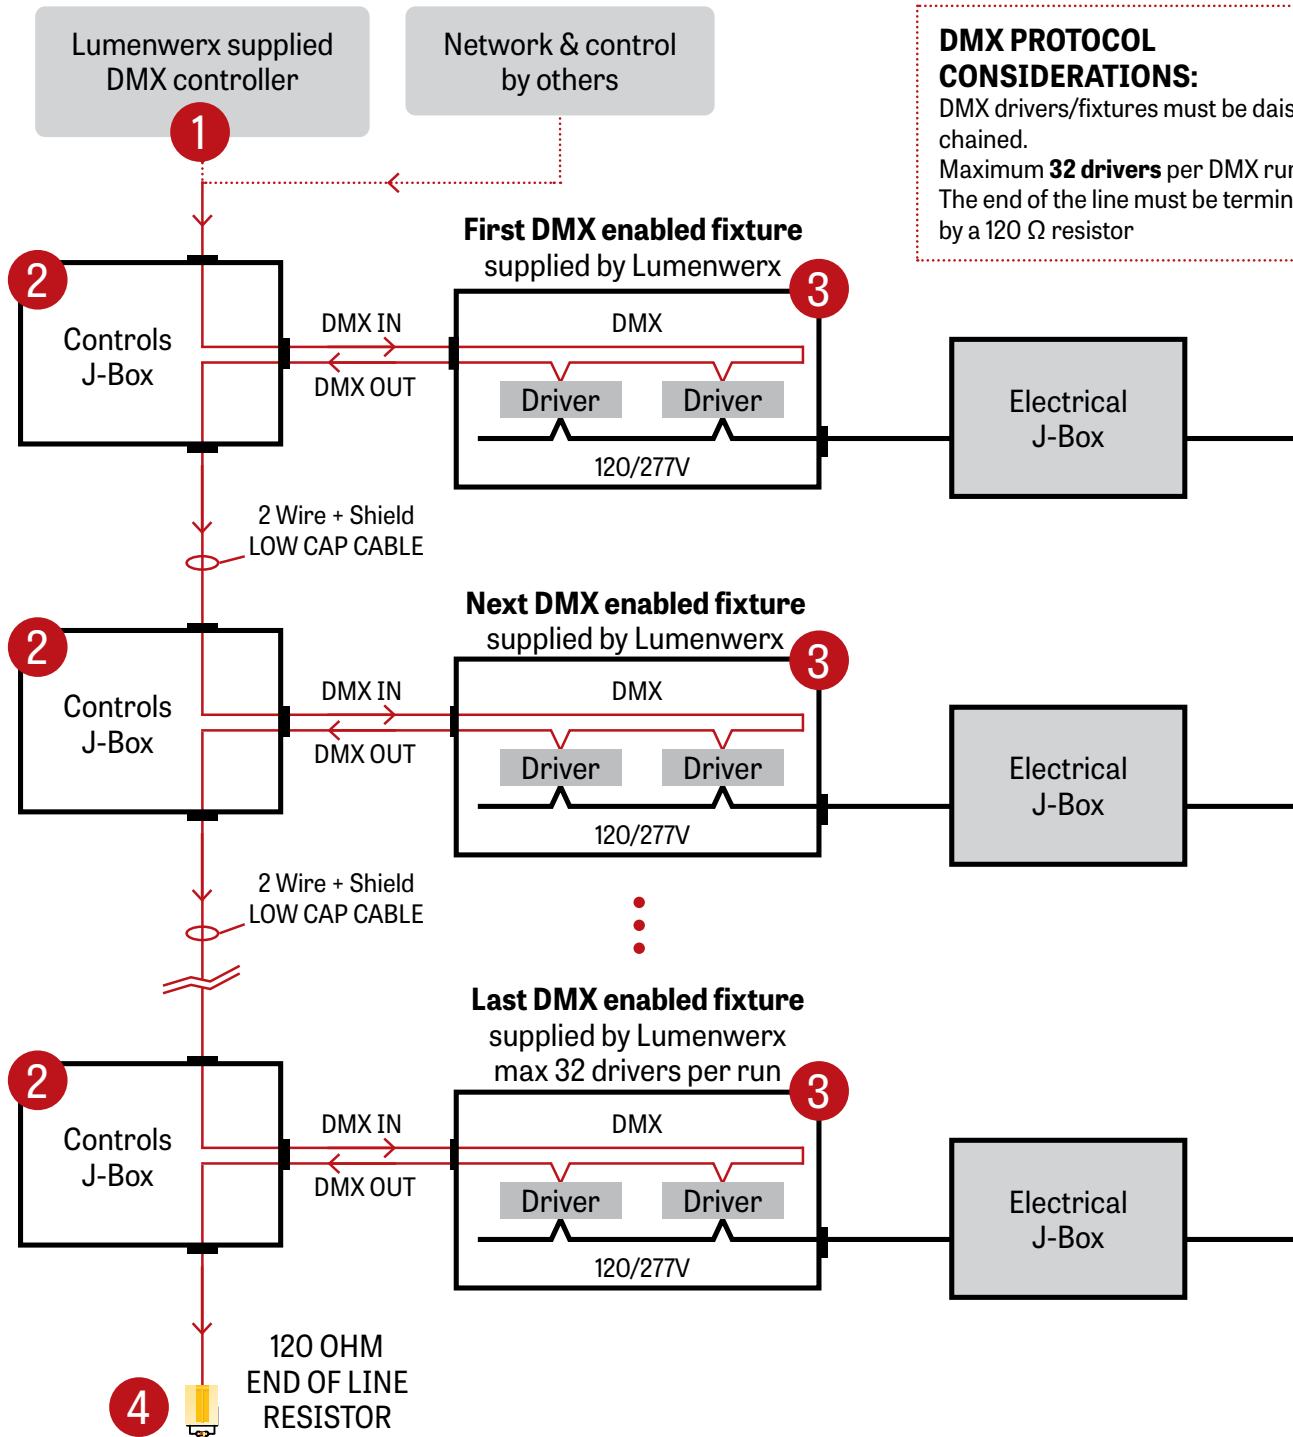 Lumenwerx supplied
DMX controller
1
Network & control
by others
DMX PROTOCOL
CONSIDERATIONS:
DMX drivers/fixtures must be
chained.
Maximum 32 drivers per DMX
The end of the line must be
by a 120 Ω resistor
First DMX enabled fixture
supplied by Lumenwerx
2
Controls
J-Box
DMX IN
DMX OUT
3
DMX
Driver
Driver
120/277V
Electrical
J-Box
2 Wire + Shield
LOW CAP CABLE
Next DMX enabled fixture
supplied by Lumenwerx
2
Controls
J-Box
DMX IN
DMX OUT
3
DMX
Driver
Driver
120/277V
Electrical
J-Box
2 Wire + Shield
LOW CAP CABLE
Last DMX enabled fixture
supplied by Lumenwerx
max 32 drivers per run
2
Controls
J-Box
DMX IN
DMX OUT
3
DMX
Driver
Driver
120/277V
Electrical
J-Box
4
120 OHM
END OF LINE
RESISTOR